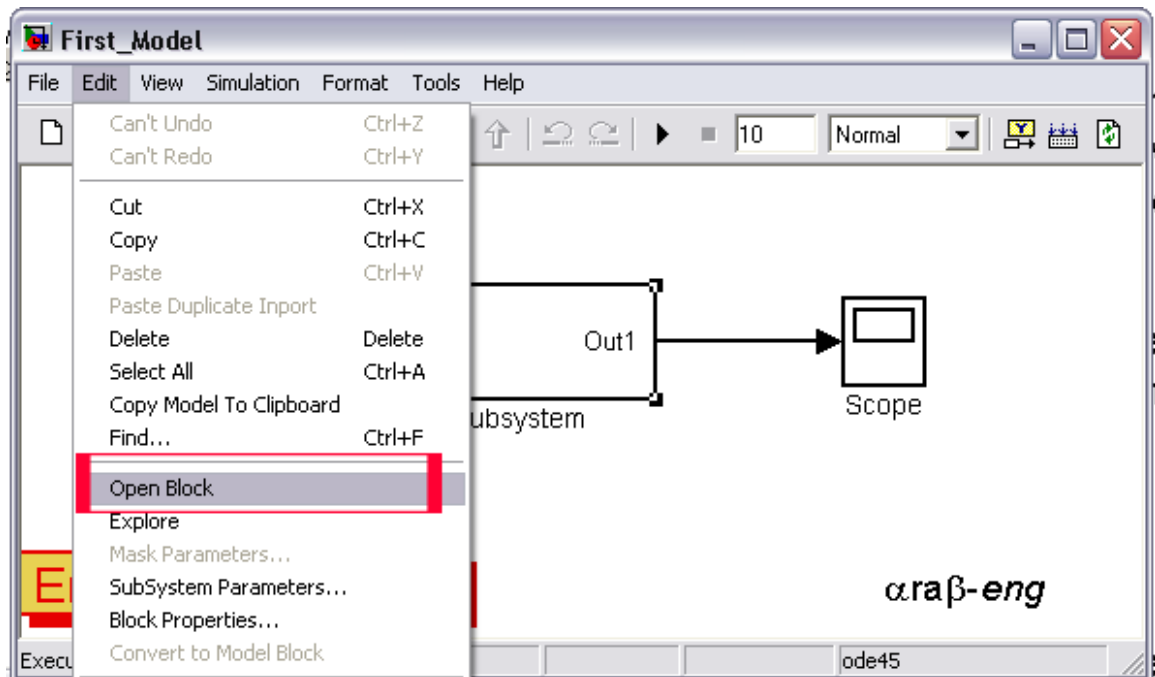 First_Model
File Edit View Simulation Format Tools Help
10 Normal
Can't Undo Ctrl+Z
Can't Redo Ctrl+Y
Cut Ctrl+X
Copy Ctrl+C
Paste Ctrl+V
Paste Duplicate Inport
Delete Delete
Select All Ctrl+A
Copy Model To Clipboard
Find... Ctrl+F
Open Block
Explore
Mask Parameters...
SubSystem Parameters...
Block Properties...
Convert to Model Block
Out1
ubsystem
Scope
αraβ-eng
ode45